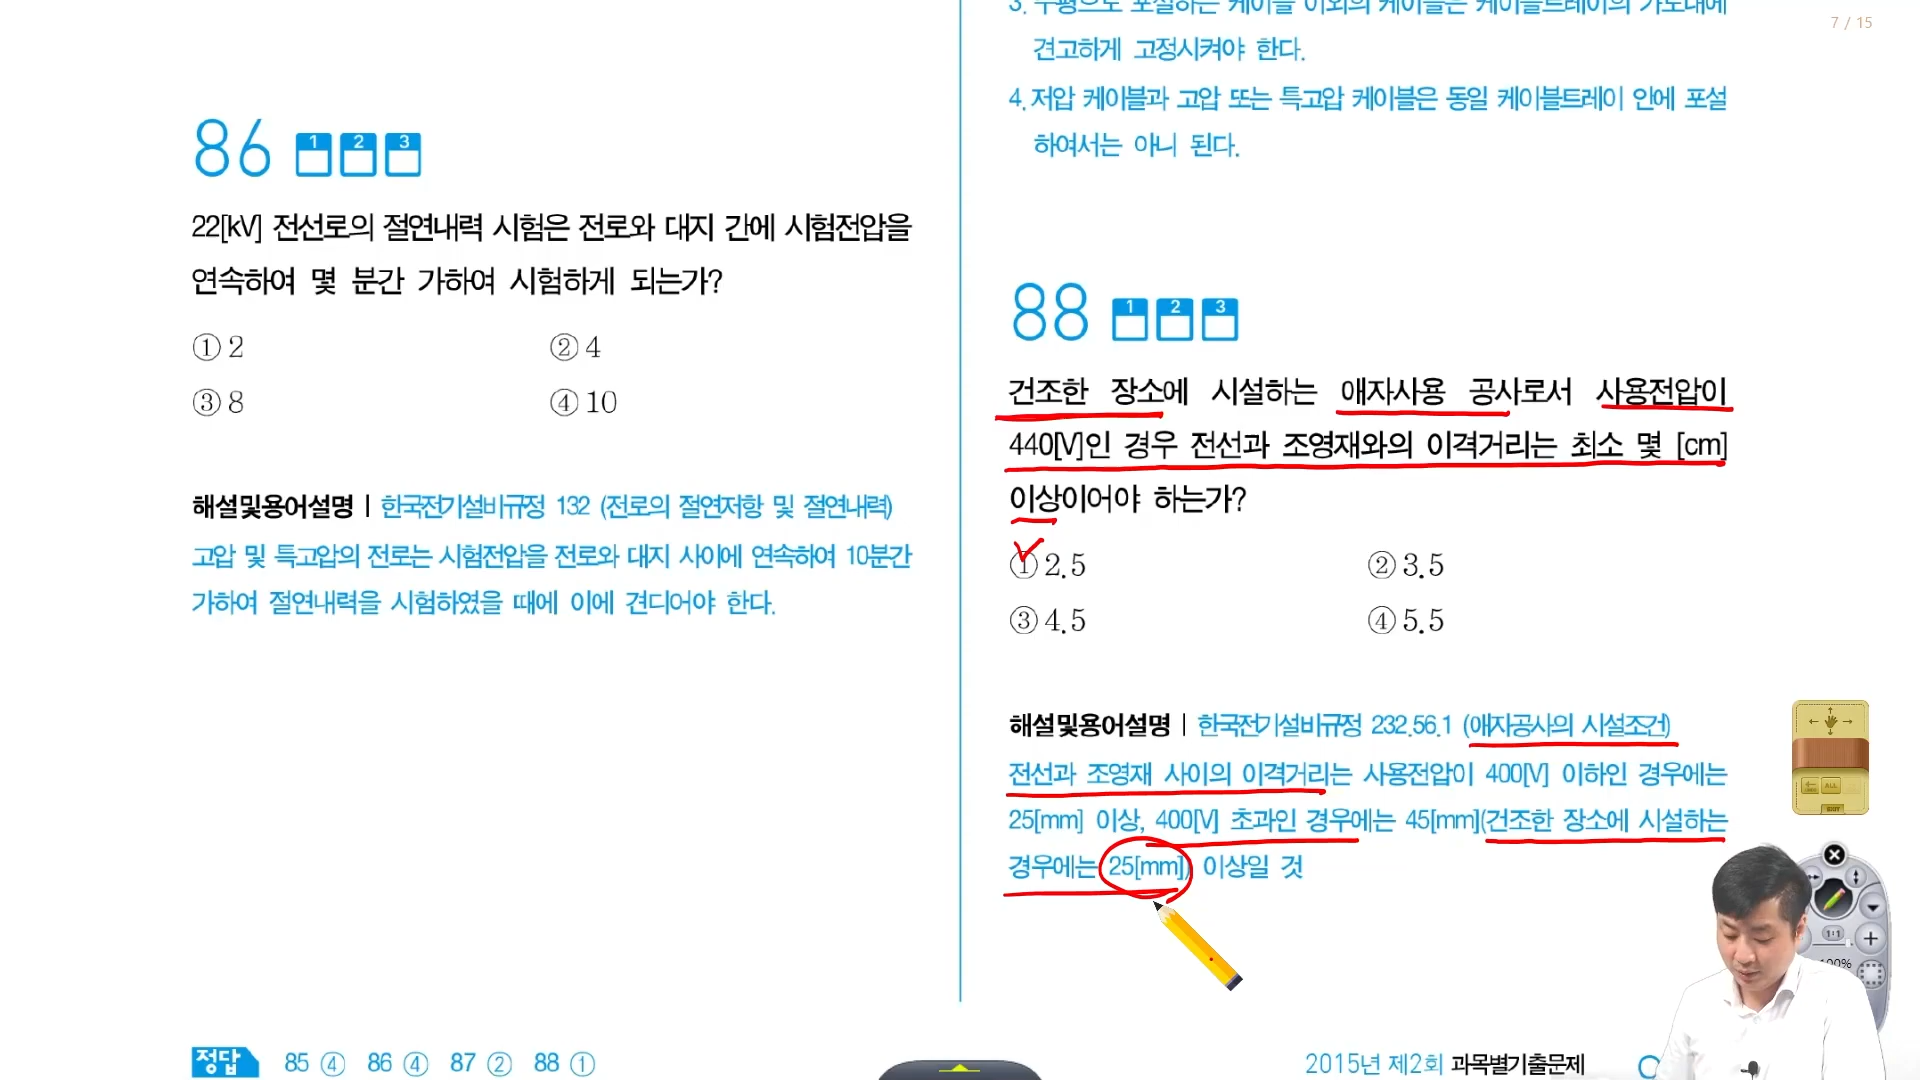 7 / 15
86 1 2 3
22[kV] 전선로의 절연내력 시험은 전로와 대지 간에 시험전압을
연속하여 몇 분간 가하여 시험하게 되는가?
① 2 ② 4
③ 8 ④ 10
해설및용어설명 | 한국전기설비규정 132 (전로의 절연저항 및 절연내력)
고압 및 특고압의 전로는 시험전압을 전로와 대지 사이에 연속하여 10분간
가하여 절연내력을 시험하였을 때에 이에 견디어야 한다.
3. 수평으로 포설하는 케이블 이외의 케이블은 케이블트레이의 가로대에
견고하게 고정시켜야 한다.
4. 저압 케이블과 고압 또는 특고압 케이블은 동일 케이블트레이 안에 포설
하여서는 아니 된다.
88 1 2 3
건조한 장소에 시설하는 애자사용 공사로서 사용전압이
440[V]인 경우 전선과 조영재와의 이격거리는 최소 몇 [cm]
이상이어야 하는가?
① 2.5 ② 3.5
③ 4.5 ④ 5.5
해설및용어설명 | 한국전기설비규정 232.56.1 (애자공사의 시설조건)
전선과 조영재 사이의 이격거리는 사용전압이 400[V] 이하인 경우에는
25[mm] 이상, 400[V] 초과인 경우에는 45[mm](건조한 장소에 시설하는
경우에는 25[mm]) 이상일 것
ALL
EXIT
1:1
100%
정답 85 ④ 86 ④ 87 ② 88 ①
2015년 제2회 과목별기출문제